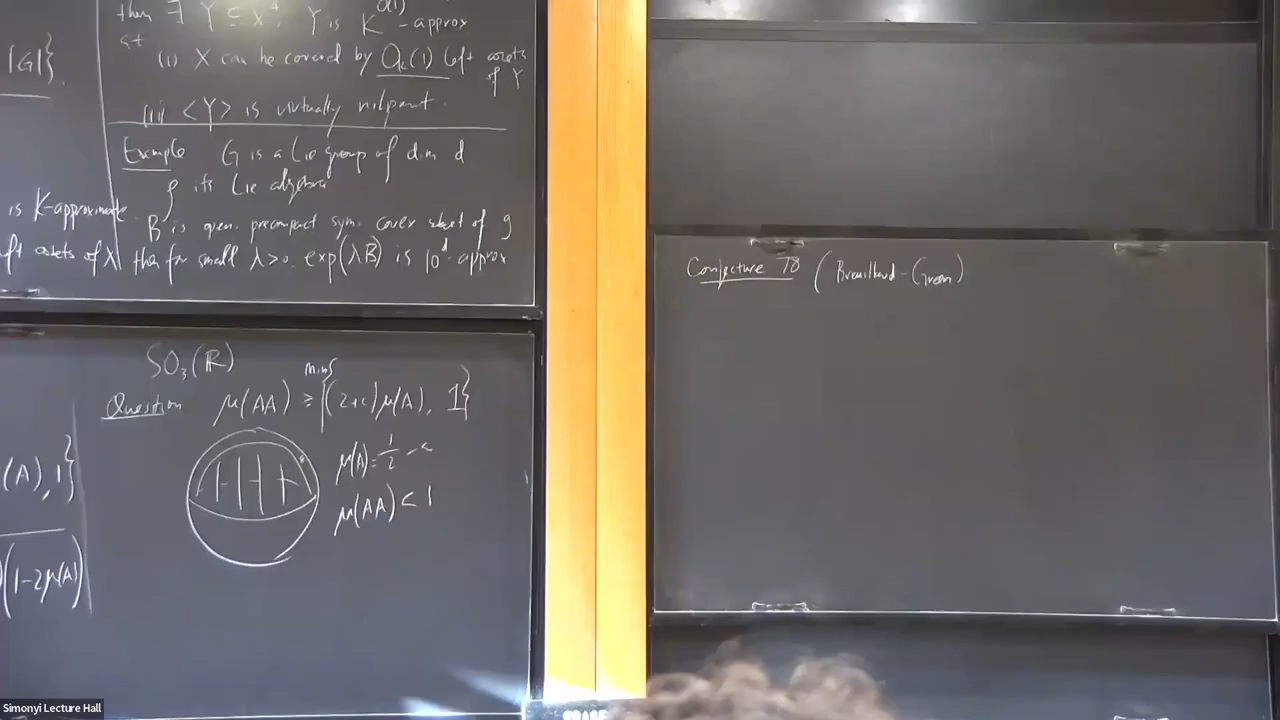 |G|}.
then ∃ Y ⊆ X⁴, Y is K^{O(1)}-approx
st
(i) X can be covered by O_K(1) left cosets
of Y
(ii) <Y> is virtually nilpotent.
Example G is a Lie group of dim d
its Lie algebra
is K-approximate
B is open, precompact sym. convex subset of g
left cosets of X
then for small λ>0, exp(λB) is 10^d-approx
SO₃(ℝ)
Question μ(AA) ≥ min{(2+c)μ(A), 1}
μ(A)=1/2 -
μ(AA) < 1
(A), 1}
(1-2μ(A))
Conjecture 78 (Breuillard-Green)
Simonyi Lecture Hall